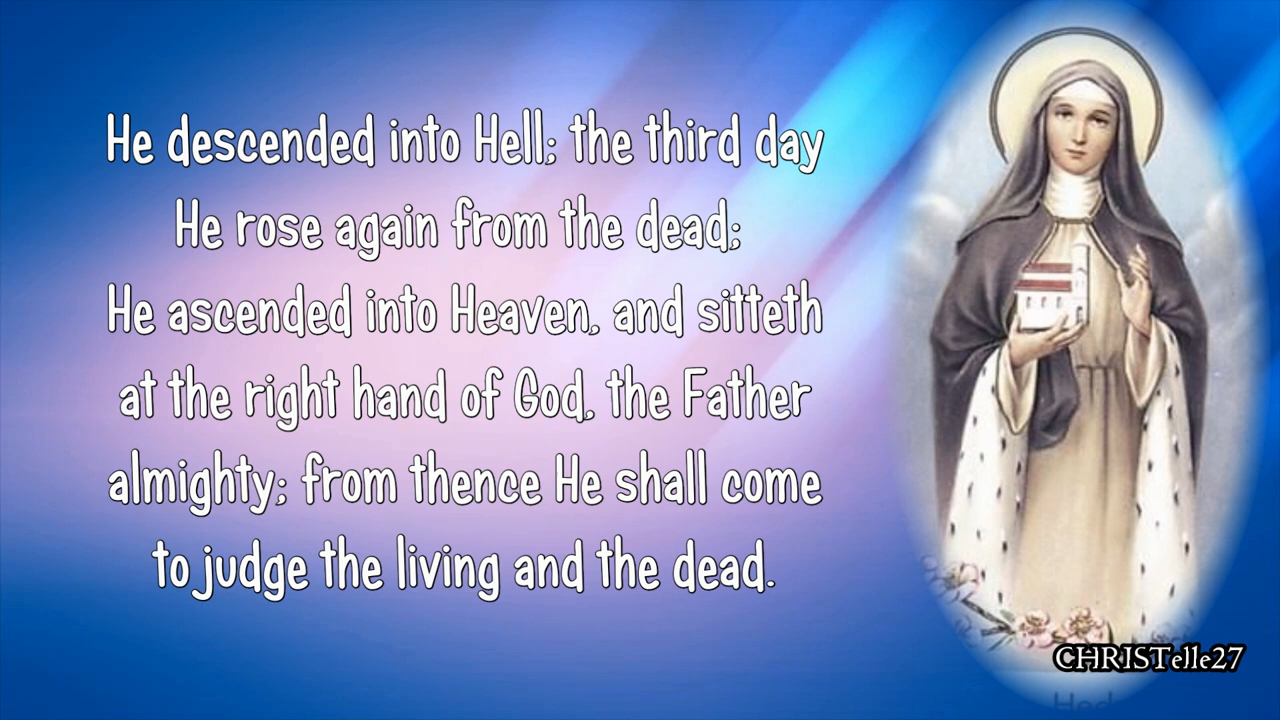 He descended into Hell; the third day
He rose again from the dead;
He ascended into Heaven, and sitteth
at the right hand of God, the Father
almighty; from thence He shall come
to judge the living and the dead.
CHRISTelle27